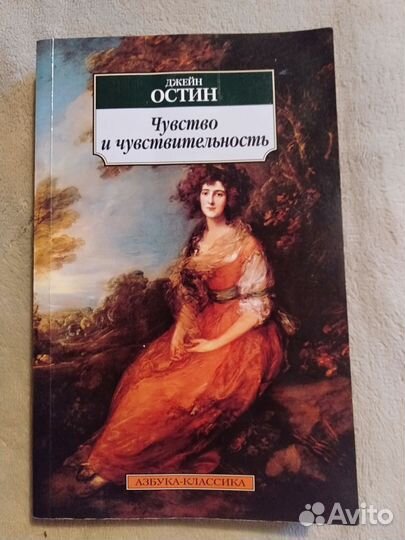 ДЖЕЙН
ОСТИН
Чувство
и чувствительность
АЗБУКА-КЛАССИКА
Avito